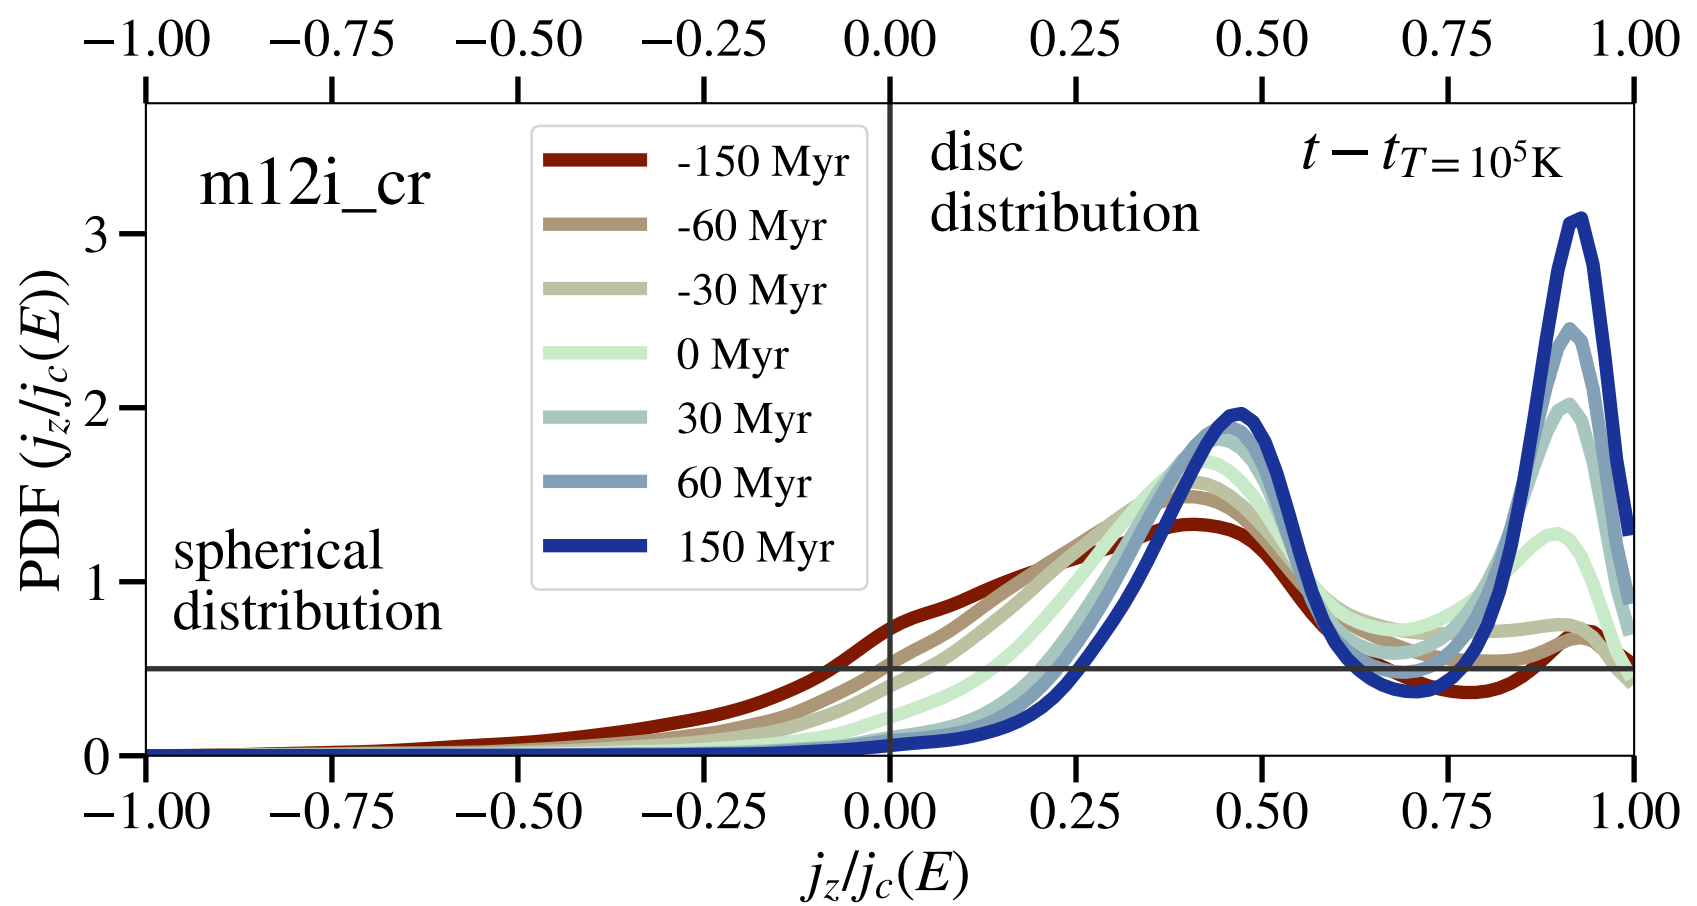 −1.00 −0.75 −0.50 −0.25 0.00 0.25 0.50 0.75 1.00
m12i_cr
disc
distribution
t − t_{T = 10^5 K}
-150 Myr
-60 Myr
-30 Myr
0 Myr
30 Myr
60 Myr
150 Myr
spherical
distribution
PDF (j_z/j_c(E))
3
2
1
0
−1.00 −0.75 −0.50 −0.25 0.00 0.25 0.50 0.75 1.00
j_z/j_c(E)